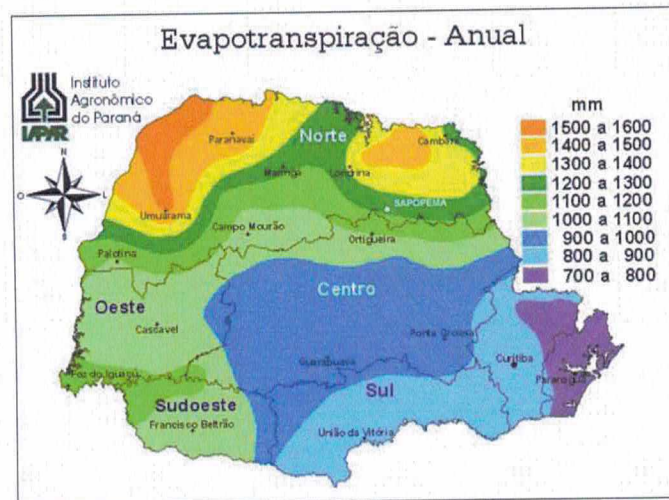 Evapotranspiração - Anual
Instituto
Agronômico
do Paraná
IAPAR
N
O
L
S
mm
1500 a 1600
1400 a 1500
1300 a 1400
1200 a 1300
1100 a 1200
1000 a 1100
900 a 1000
800 a 900
700 a 800
Paranavaí
Norte
Cambará
Maringá
Londrina
SAPOPEMA
Umuarama
Campo Mourão
Ortigueira
Palotina
Centro
Oeste
Cascavel
Ponta Grossa
Guarapuava
Curitiba
Foz do Iguaçu
Paranaguá
Sul
Sudoeste
Francisco Beltrão
União da Vitória